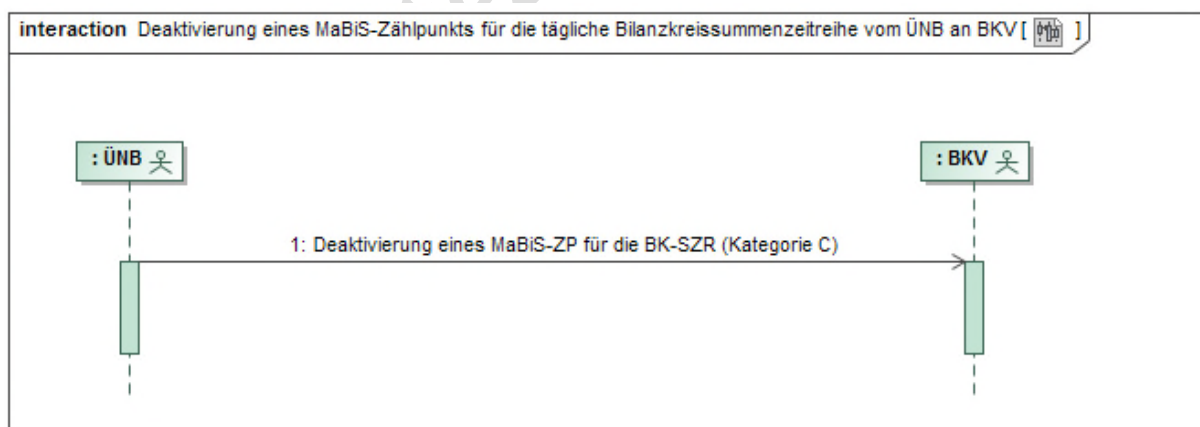 interaction Deaktivierung eines MaBiS-Zählpunkts für die tägliche Bilanzkreissummenzeitreihe vom ÜNB an BKV [ ]
: ÜNB
: BKV
1: Deaktivierung eines MaBiS-ZP für die BK-SZR (Kategorie C)